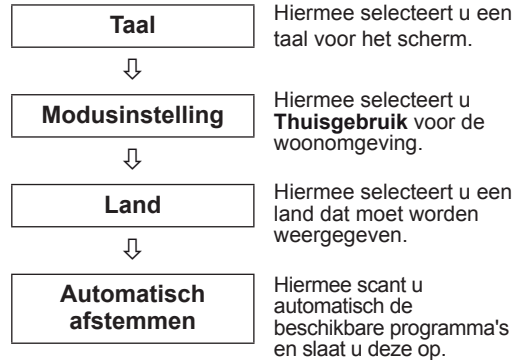 Taal
Hiermee selecteert u een
taal voor het scherm.
⇩
Modusinstelling
Hiermee selecteert u
Thuisgebruik voor de
woonomgeving.
⇩
Land
Hiermee selecteert u een
land dat moet worden
weergegeven.
⇩
Automatisch
afstemmen
Hiermee scant u
automatisch de
beschikbare programma's
en slaat u deze op.